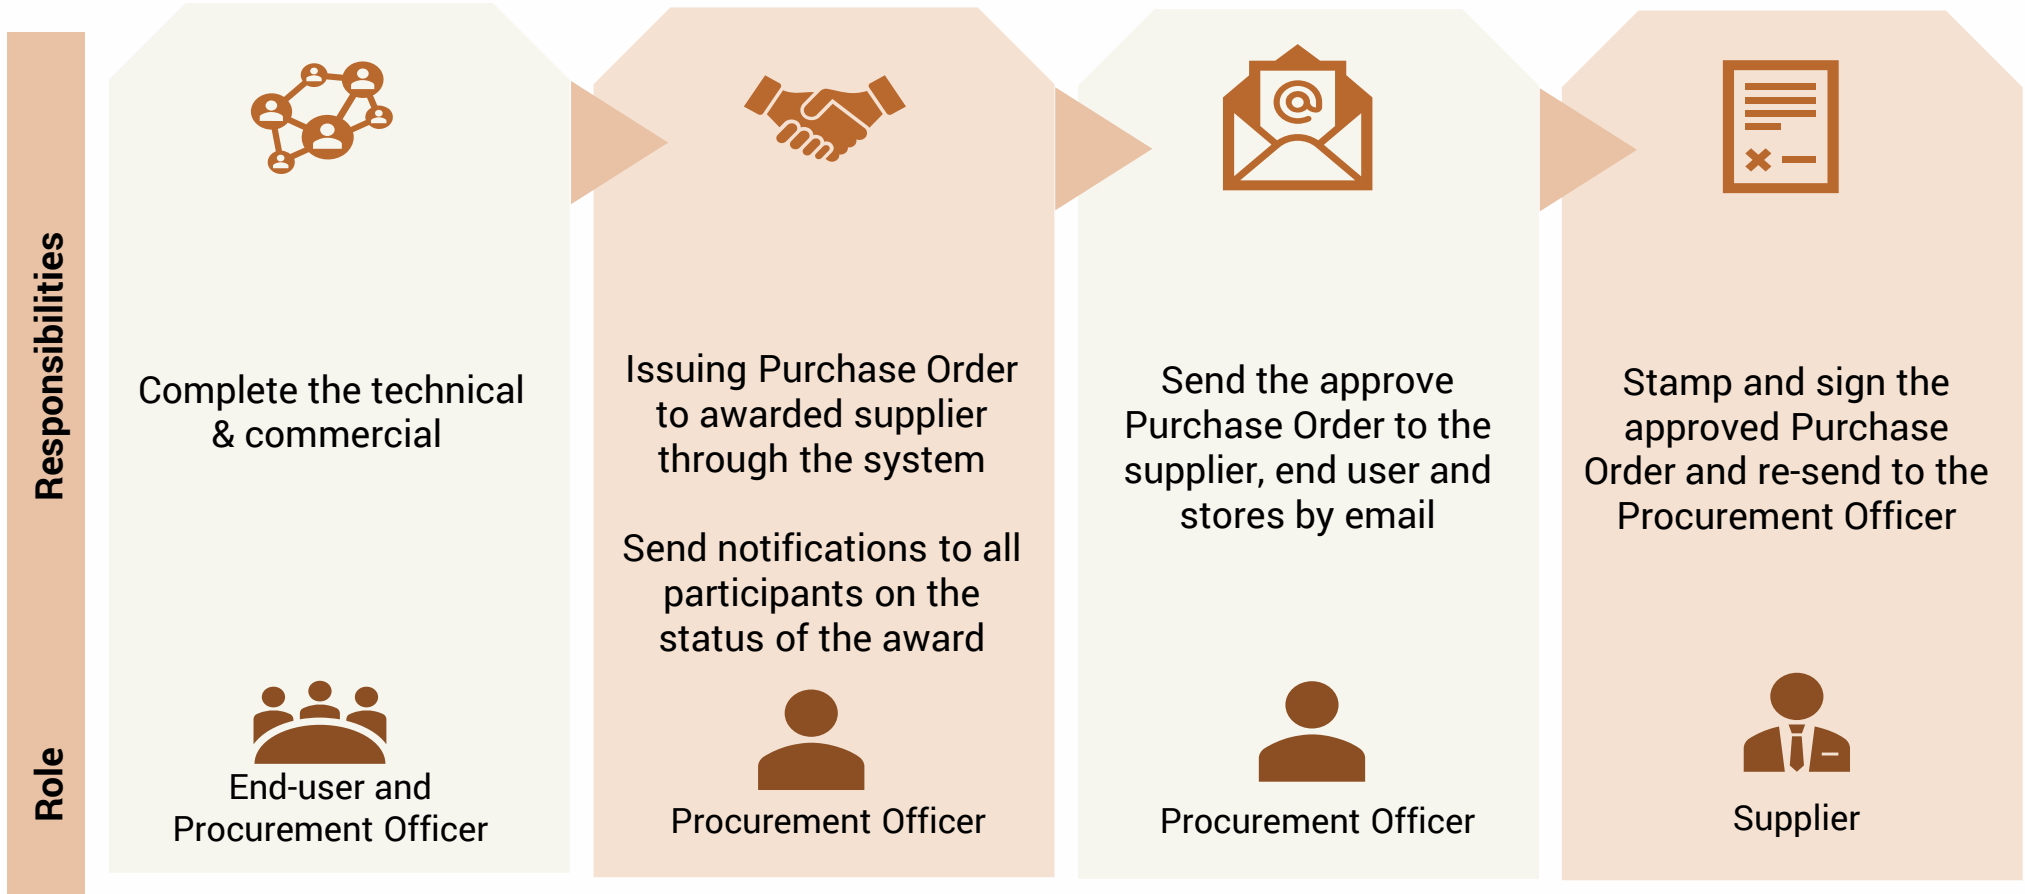 Responsibilities
Complete the technical
& commercial
Issuing Purchase Order
to awarded supplier
through the system
Send notifications to all
participants on the
status of the award
Send the approve
Purchase Order to the
supplier, end user and
stores by email
Stamp and sign the
approved Purchase
Order and re-send to the
Procurement Officer
Role
End-user and
Procurement Officer
Procurement Officer
Procurement Officer
Supplier